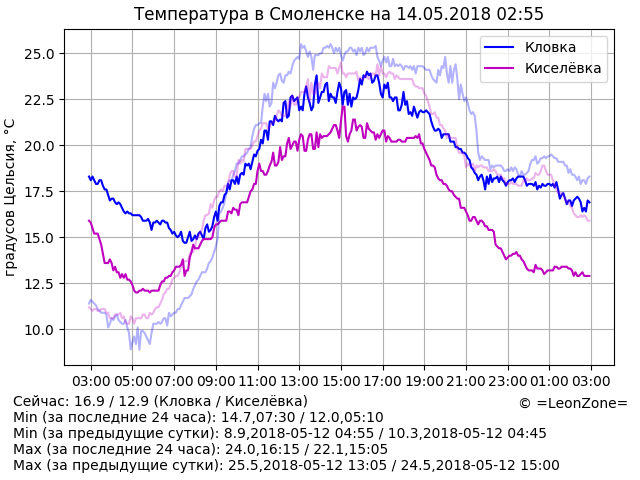 Температура в Смоленске на 14.05.2018 02:55
градусов Цельсия, °C
25.0
22.5
20.0
17.5
15.0
12.5
10.0
Кловка
Киселёвка
03:00 05:00 07:00 09:00 11:00 13:00 15:00 17:00 19:00 21:00 23:00 01:00 03:00
Сейчас: 16.9 / 12.9 (Кловка / Киселёвка)
© =LeonZone=
Min (за последние 24 часа): 14.7,07:30 / 12.0,05:10
Min (за предыдущие сутки): 8.9,2018-05-12 04:55 / 10.3,2018-05-12 04:45
Max (за последние 24 часа): 24.0,16:15 / 22.1,15:05
Max (за предыдущие сутки): 25.5,2018-05-12 13:05 / 24.5,2018-05-12 15:00